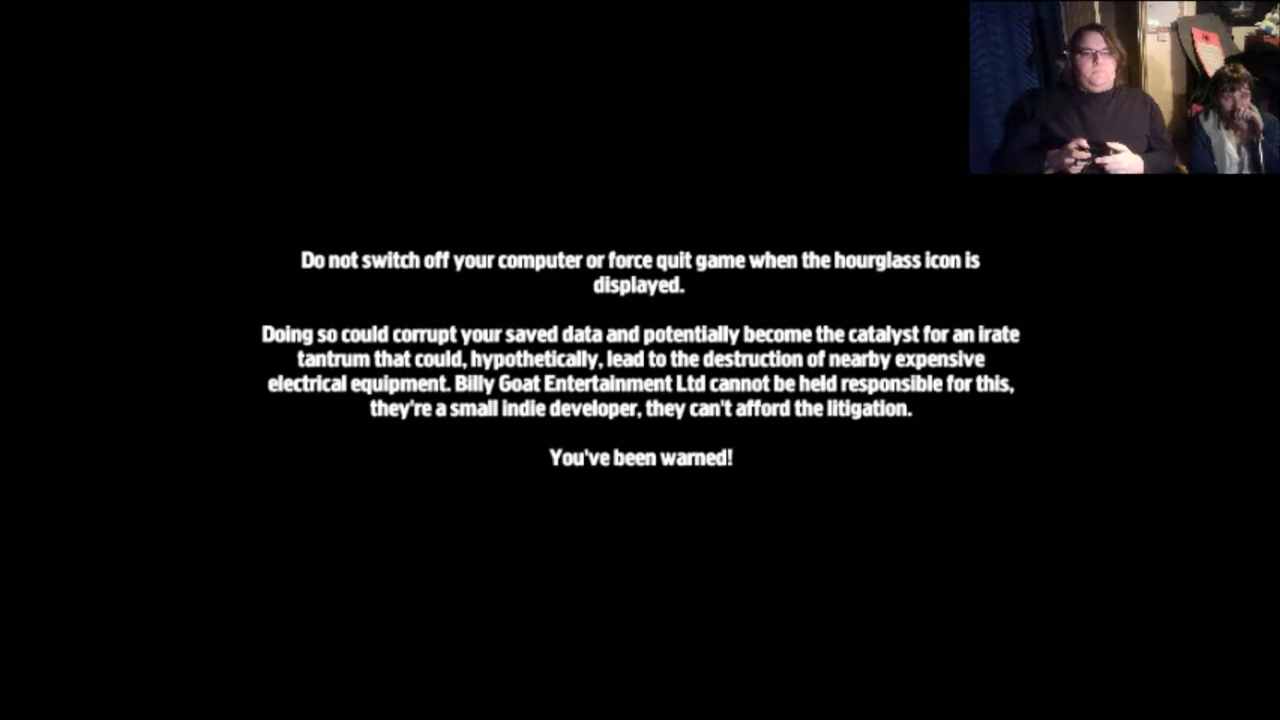 Do not switch off your computer or force quit game when the hourglass icon is
displayed.
Doing so could corrupt your saved data and potentially become the catalyst for an irate
tantrum that could, hypothetically, lead to the destruction of nearby expensive
electrical equipment. Billy Goat Entertainment Ltd cannot be held responsible for this,
they're a small indie developer, they can't afford the litigation.
You've been warned!